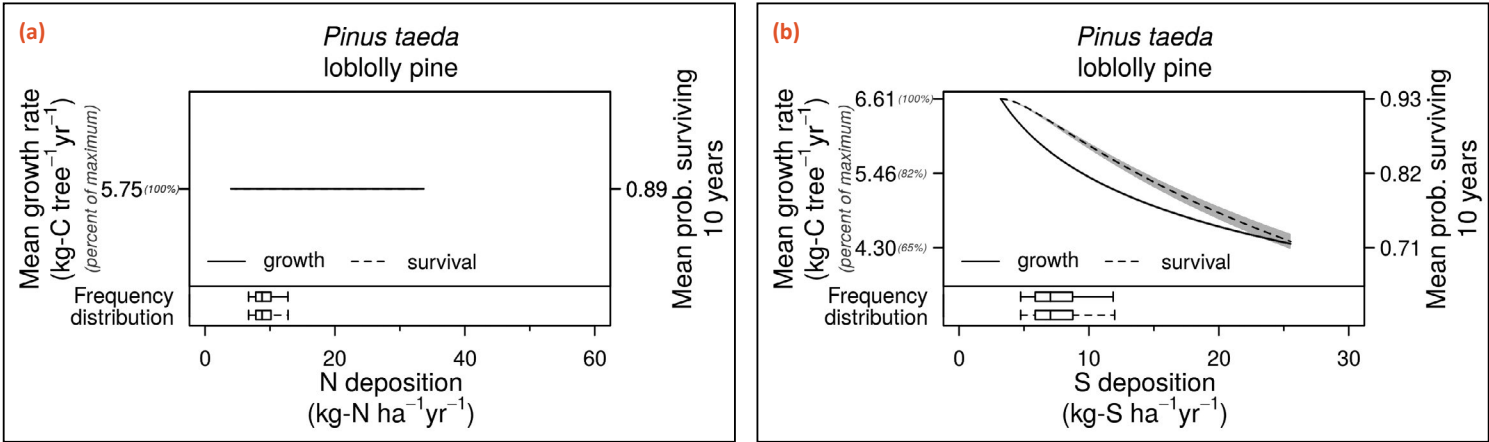 (a)
Pinus taeda
loblolly pine
Mean growth rate
(kg-C tree⁻¹yr⁻¹)
(percent of maximum)
5.75 (100%)
0.89
Mean prob. surviving
10 years
growth
survival
Frequency
distribution
0
20
40
60
N deposition
(kg-N ha⁻¹yr⁻¹)
(b)
Pinus taeda
loblolly pine
Mean growth rate
(kg-C tree⁻¹yr⁻¹)
(percent of maximum)
6.61 (100%)
5.46 (82%)
4.30 (65%)
0.93
0.82
0.71
Mean prob. surviving
10 years
growth
survival
Frequency
distribution
0
10
20
30
S deposition
(kg-S ha⁻¹yr⁻¹)